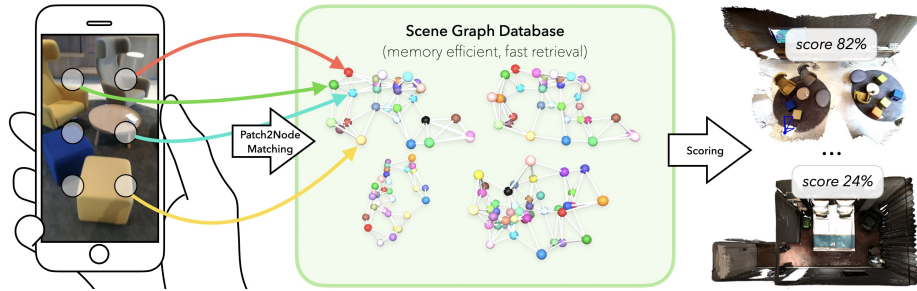 Scene Graph Database
(memory efficient, fast retrieval)
Patch2Node
Matching
Scoring
score 82%
...
score 24%